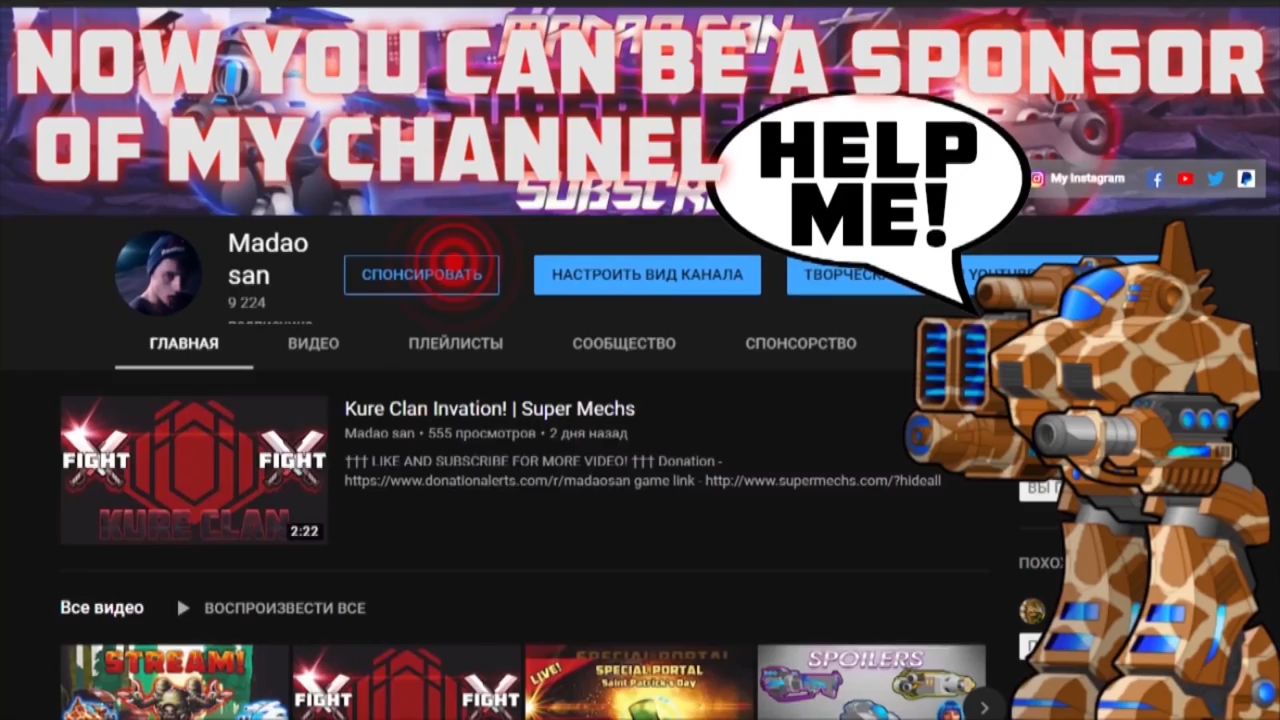 MADAO SAN
NOW YOU CAN BE A SPONSOR
OF MY CHANNEL
HELP
ME!
My Instagram
Madao
san
9 224
СПОНСИРОВАТЬ
НАСТРОИТЬ ВИД КАНАЛА
ГЛАВНАЯ
ВИДЕО
ПЛЕЙЛИСТЫ
СООБЩЕСТВО
СПОНСОРСТВО
Kure Clan Invation! | Super Mechs
Madao san • 555 просмотров • 2 дня назад
††† LIKE AND SUBSCRIBE FOR MORE VIDEO! ††† Donation -
https://www.donationalerts.com/r/madaosan game link - http://www.supermechs.com/?hideall
FIGHT
FIGHT
KURE CLAN
2:22
ВЫ
Все видео
ВОСПРОИЗВЕСТИ ВСЕ
STREAM!
FIGHT
FIGHT
LIVE!
SPECIAL PORTAL
Saint Patrick's Day
SPOILERS